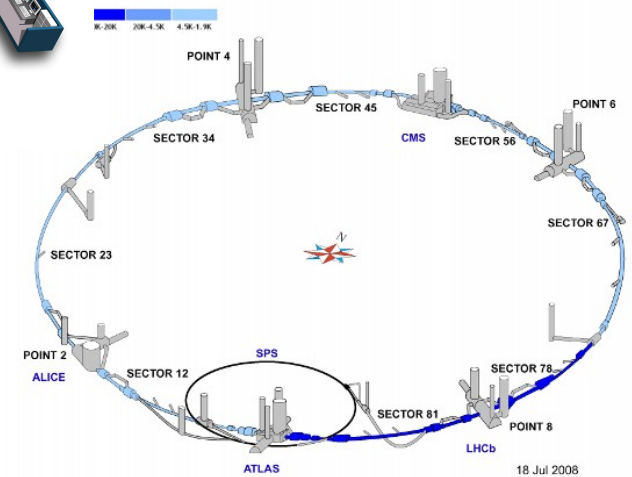 K-20K 20K-4.5K 4.5K-1.9K
POINT 4
SECTOR 45
SECTOR 34
CMS
POINT 6
SECTOR 56
SECTOR 67
N
SECTOR 23
POINT 2
ALICE
SECTOR 12
SPS
SECTOR 78
SECTOR 81
POINT 8
LHCb
ATLAS
18 Jul 2008